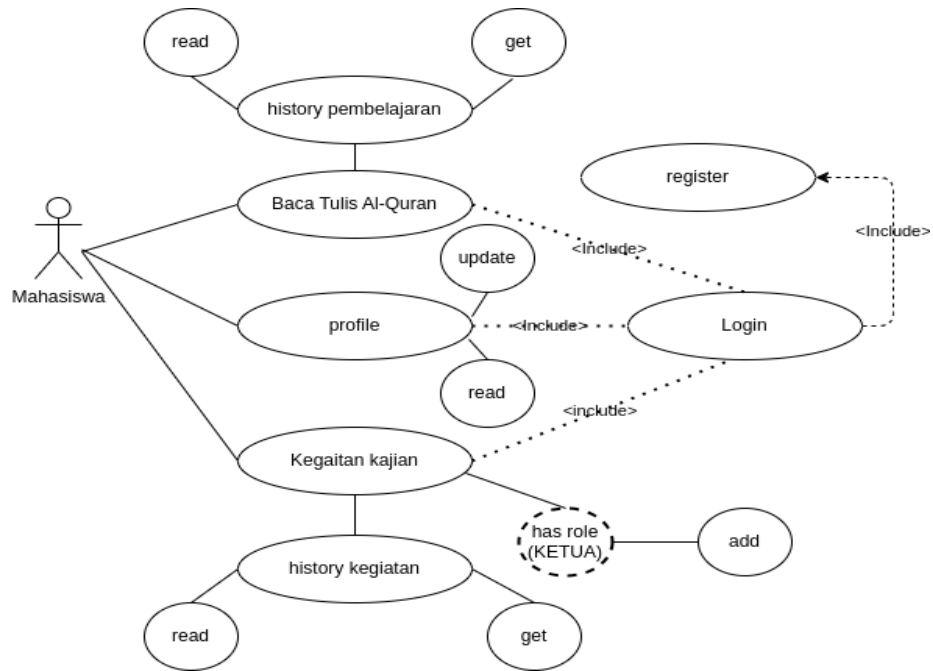 read
get
history pembelajaran
register
Baca Tulis Al-Quran
<Include>
<Include>
update
Mahasiswa
profile
<Include>
Login
read
<include>
Kegaitan kajian
has role
(KETUA)
add
history kegiatan
read
get